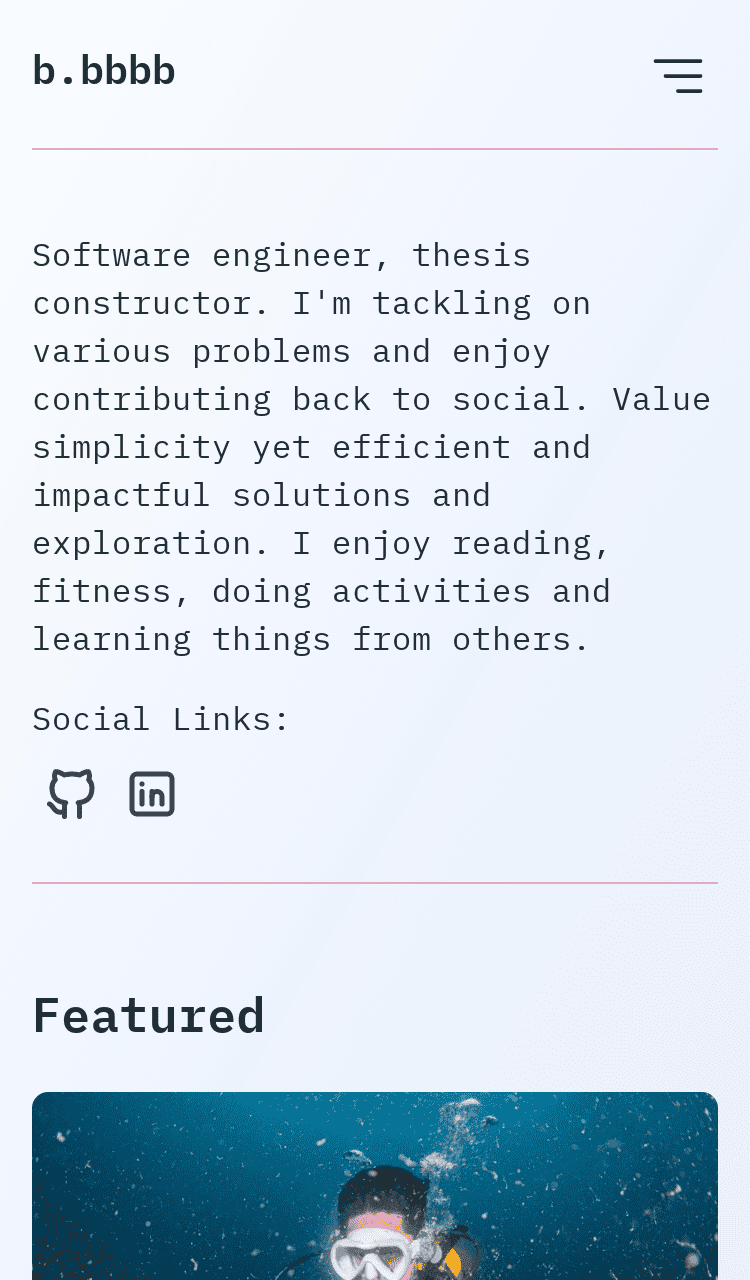 b.bbbb
Software engineer, thesis
constructor. I'm tackling on
various problems and enjoy
contributing back to social. Value
simplicity yet efficient and
impactful solutions and
exploration. I enjoy reading,
fitness, doing activities and
learning things from others.
Social Links:
Featured